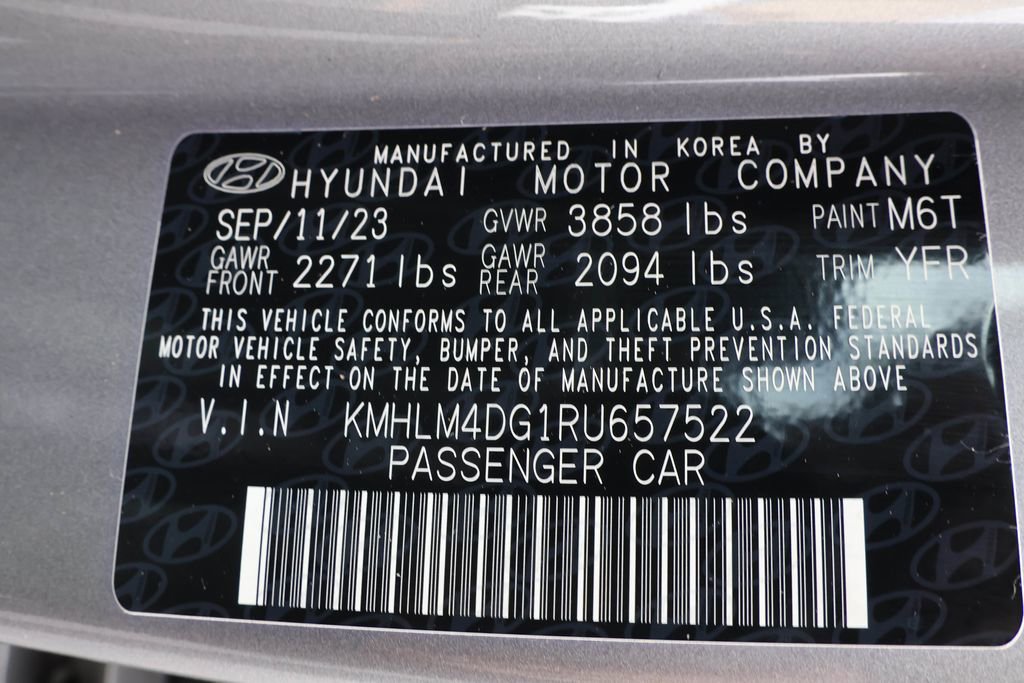 MANUFACTURED IN KOREA BY
HYUNDAI MOTOR COMPANY
SEP/11/23 GVWR 3858 lbs PAINT M6T
GAWR FRONT 2271 lbs GAWR REAR 2094 lbs TRIM YFR
THIS VEHICLE CONFORMS TO ALL APPLICABLE U.S.A. FEDERAL
MOTOR VEHICLE SAFETY, BUMPER, AND THEFT PREVENTION STANDARDS
IN EFFECT ON THE DATE OF MANUFACTURE SHOWN ABOVE
V.I.N KMHLM4DG1RU657522
PASSENGER CAR